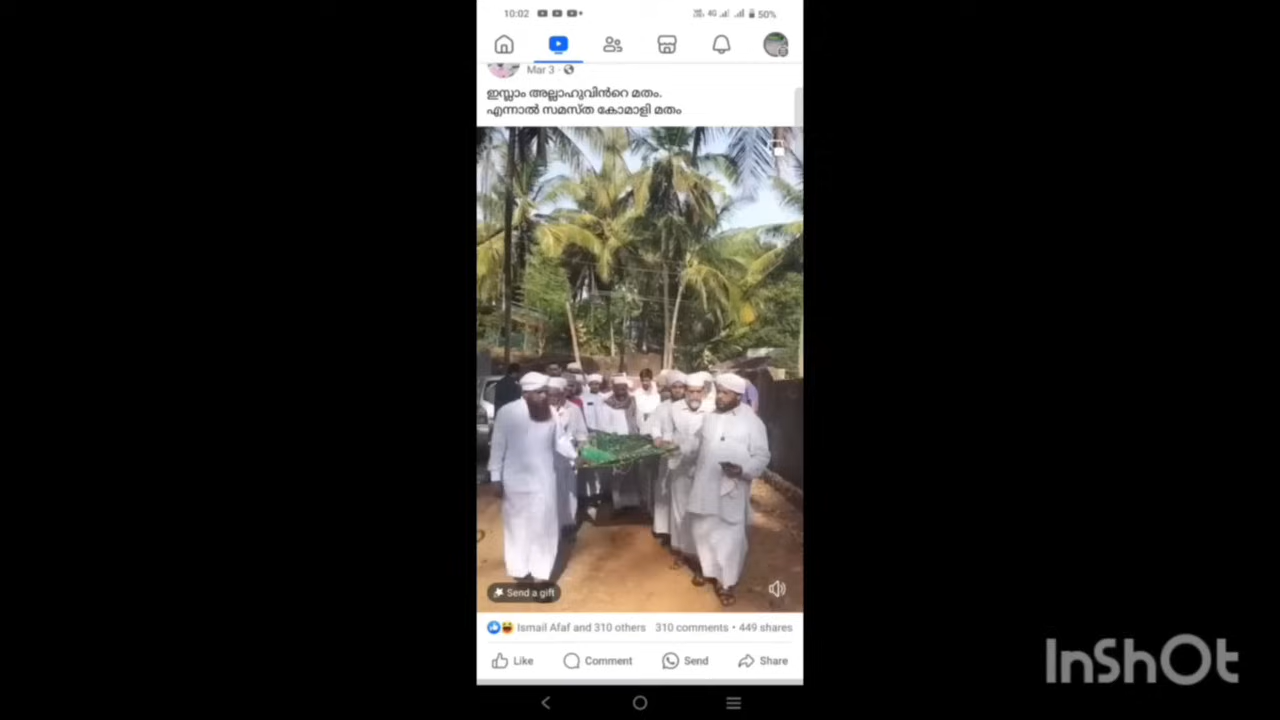 10:02
4G
50%
Mar 3 ·
ഇസ്ലാം അല്ലാഹുവിൻറെ മതം.
എന്നാൽ സമസ്ത കോമാളി മതം
Send a gift
Ismail Afaf and 310 others 310 comments • 449 shares
Like Comment Send Share
InShOt